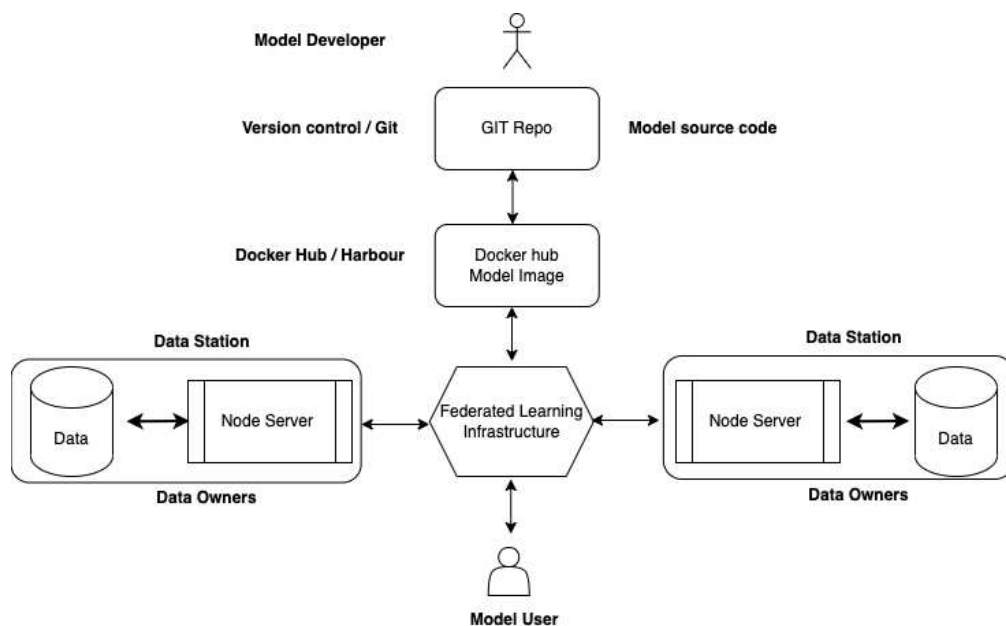 Model Developer
Version control / Git
GIT Repo
Model source code
Docker Hub / Harbour
Docker hub
Model Image
Data Station
Data Station
Data
Node Server
Federated Learning
Infrastructure
Node Server
Data
Data Owners
Data Owners
Model User